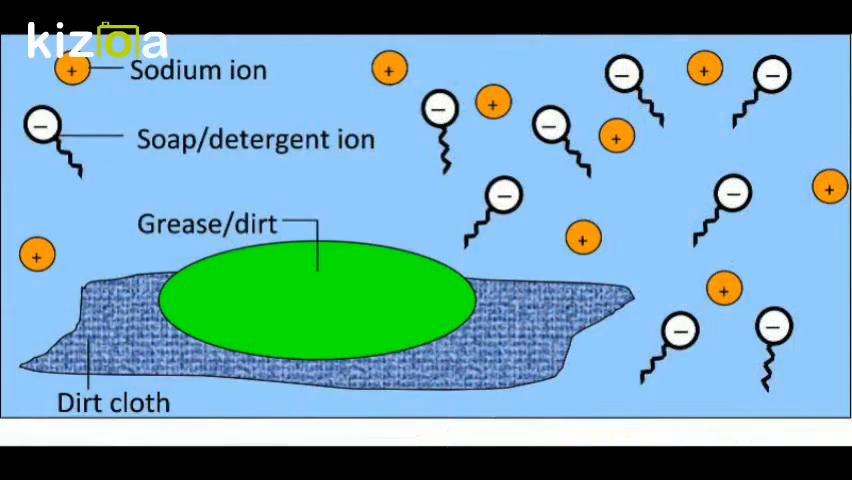 kizoa
Sodium ion
Soap/detergent ion
Grease/dirt
Dirt cloth